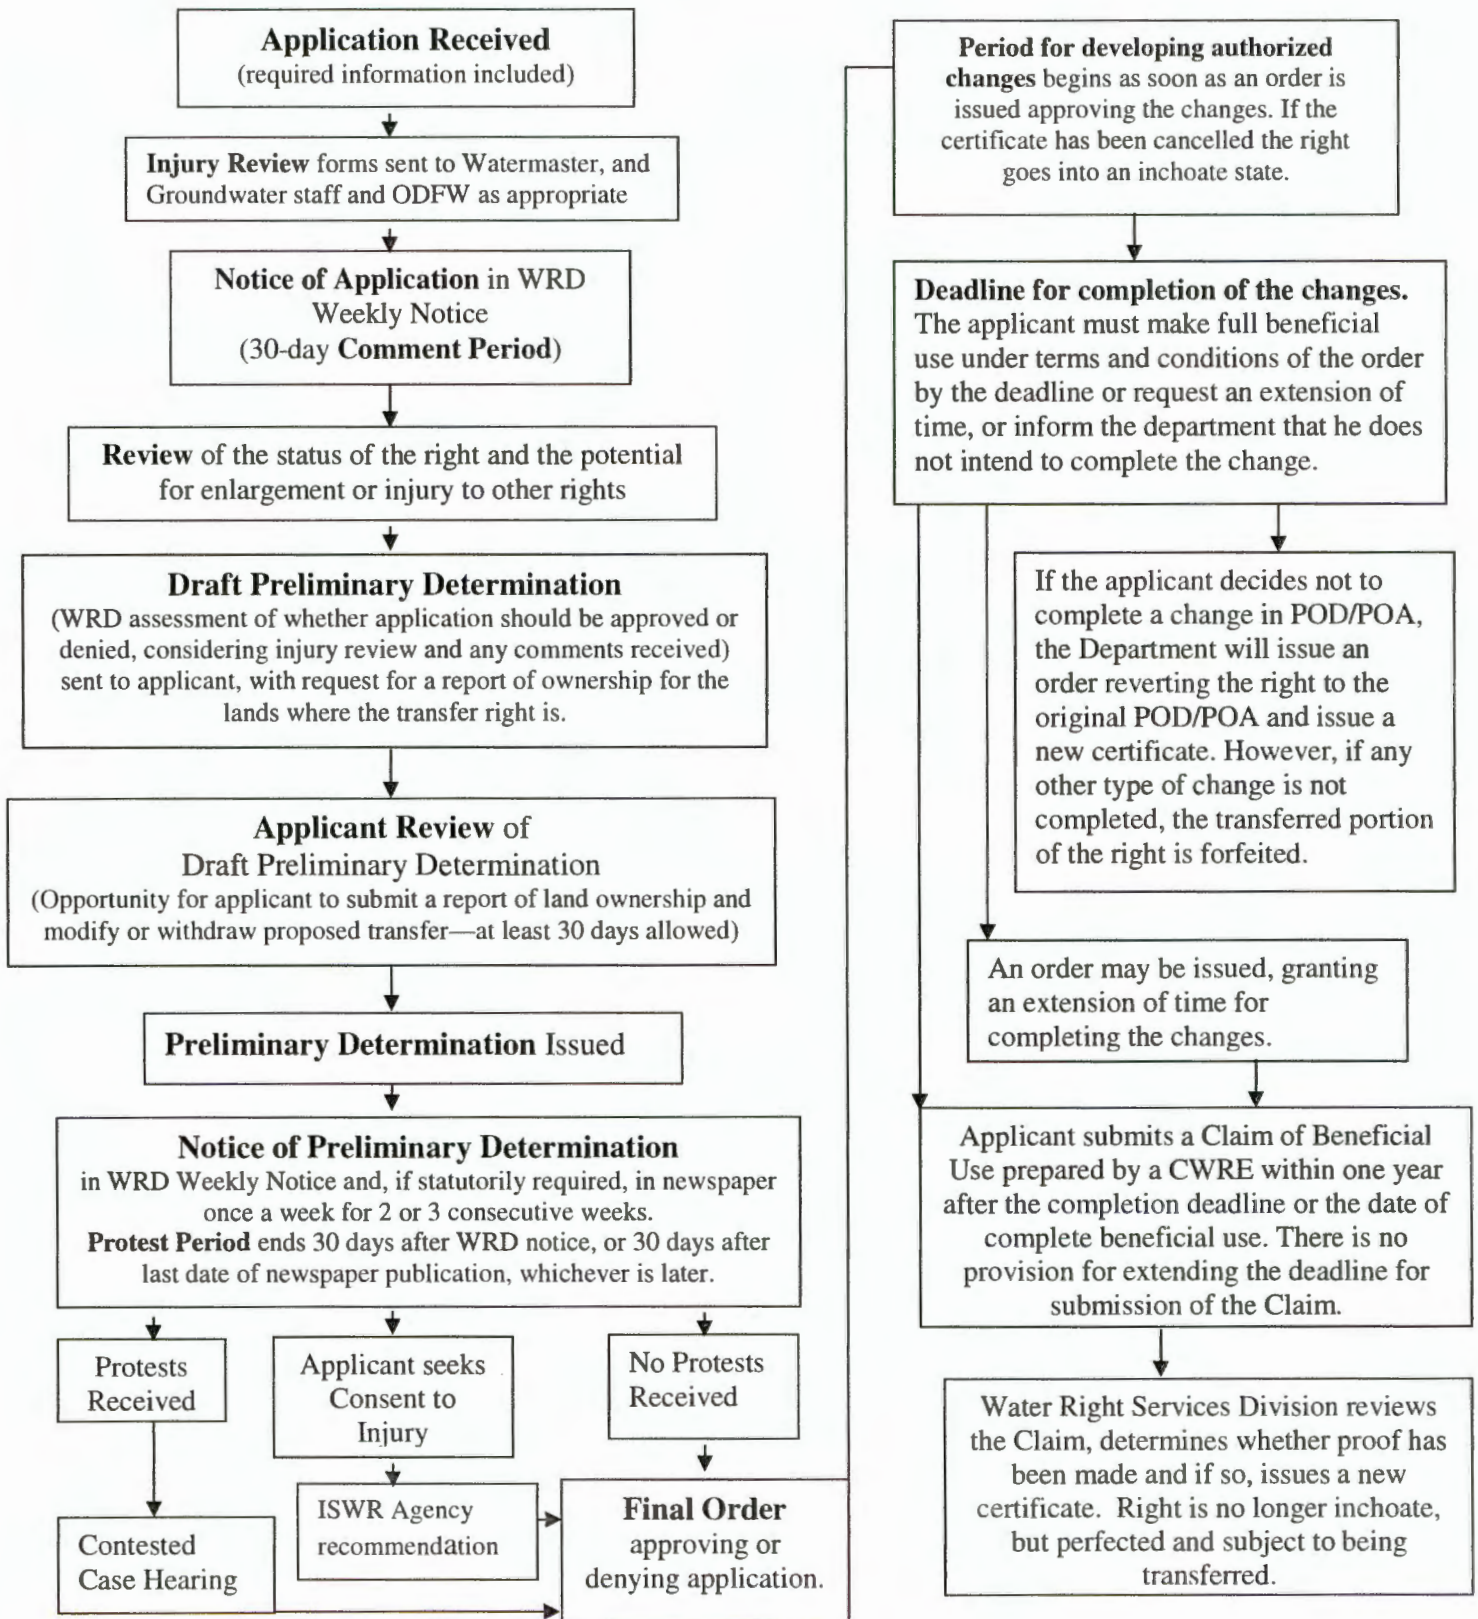 Application Received
(required information included)
Injury Review forms sent to Watermaster, and
Groundwater staff and ODFW as appropriate
Notice of Application in WRD
Weekly Notice
(30-day Comment Period)
Review of the status of the right and the potential
for enlargement or injury to other rights
Draft Preliminary Determination
(WRD assessment of whether application should be approved or
denied, considering injury review and any comments received)
sent to applicant, with request for a report of ownership for the
lands where the transfer right is.
Applicant Review of
Draft Preliminary Determination
(Opportunity for applicant to submit a report of land ownership and
modify or withdraw proposed transfer—at least 30 days allowed)
Preliminary Determination Issued
Notice of Preliminary Determination
in WRD Weekly Notice and, if statutorily required, in newspaper
once a week for 2 or 3 consecutive weeks.
Protest Period ends 30 days after WRD notice, or 30 days after
last date of newspaper publication, whichever is later.
Protests
Received
Applicant seeks
Consent to
Injury
No Protests
Received
Contested
Case Hearing
ISWR Agency
recommendation
Final Order
approving or
denying application.
Period for developing authorized
changes begins as soon as an order is
issued approving the changes. If the
certificate has been cancelled the right
goes into an inchoate state.
Deadline for completion of the changes.
The applicant must make full beneficial
use under terms and conditions of the order
by the deadline or request an extension of
time, or inform the department that he does
not intend to complete the change.
If the applicant decides not to
complete a change in POD/POA,
the Department will issue an
order reverting the right to the
original POD/POA and issue a
new certificate. However, if any
other type of change is not
completed, the transferred portion
of the right is forfeited.
An order may be issued, granting
an extension of time for
completing the changes.
Applicant submits a Claim of Beneficial
Use prepared by a CWRE within one year
after the completion deadline or the date of
complete beneficial use. There is no
provision for extending the deadline for
submission of the Claim.
Water Right Services Division reviews
the Claim, determines whether proof has
been made and if so, issues a new
certificate. Right is no longer inchoate,
but perfected and subject to being
transferred.